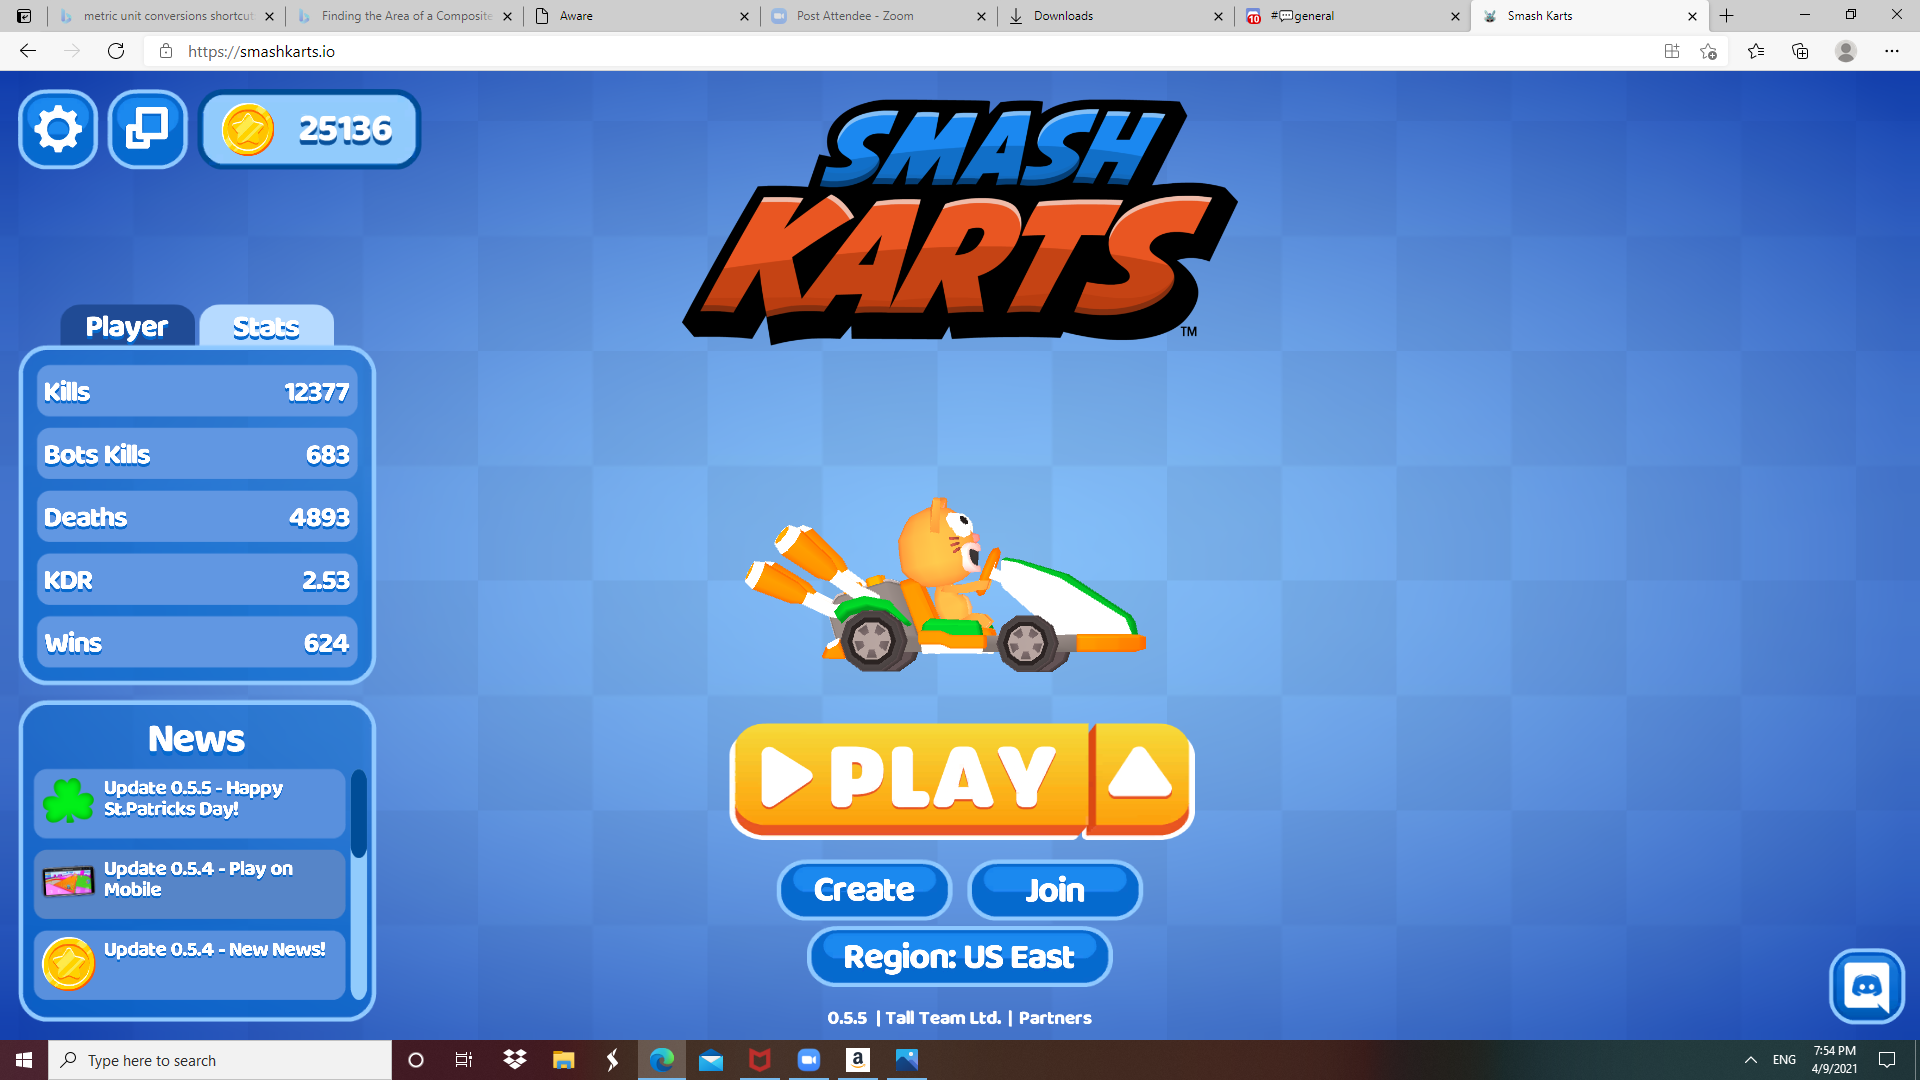 metric unit conversions shortcut
Finding the Area of a Composite
Aware
Post Attendee - Zoom
Downloads
10
#💬general
Smash Karts
https://smashkarts.io
25136
SMASH
KARTS
TM
Player
Stats
Kills 12377
Bots Kills 683
Deaths 4893
KDR 2.53
Wins 624
News
Update 0.5.5 - Happy
St.Patricks Day!
Update 0.5.4 - Play on
Mobile
Update 0.5.4 - New News!
PLAY
Create
Join
Region: US East
0.5.5 | Tall Team Ltd. | Partners
Type here to search
a
ENG
7:54 PM
4/9/2021